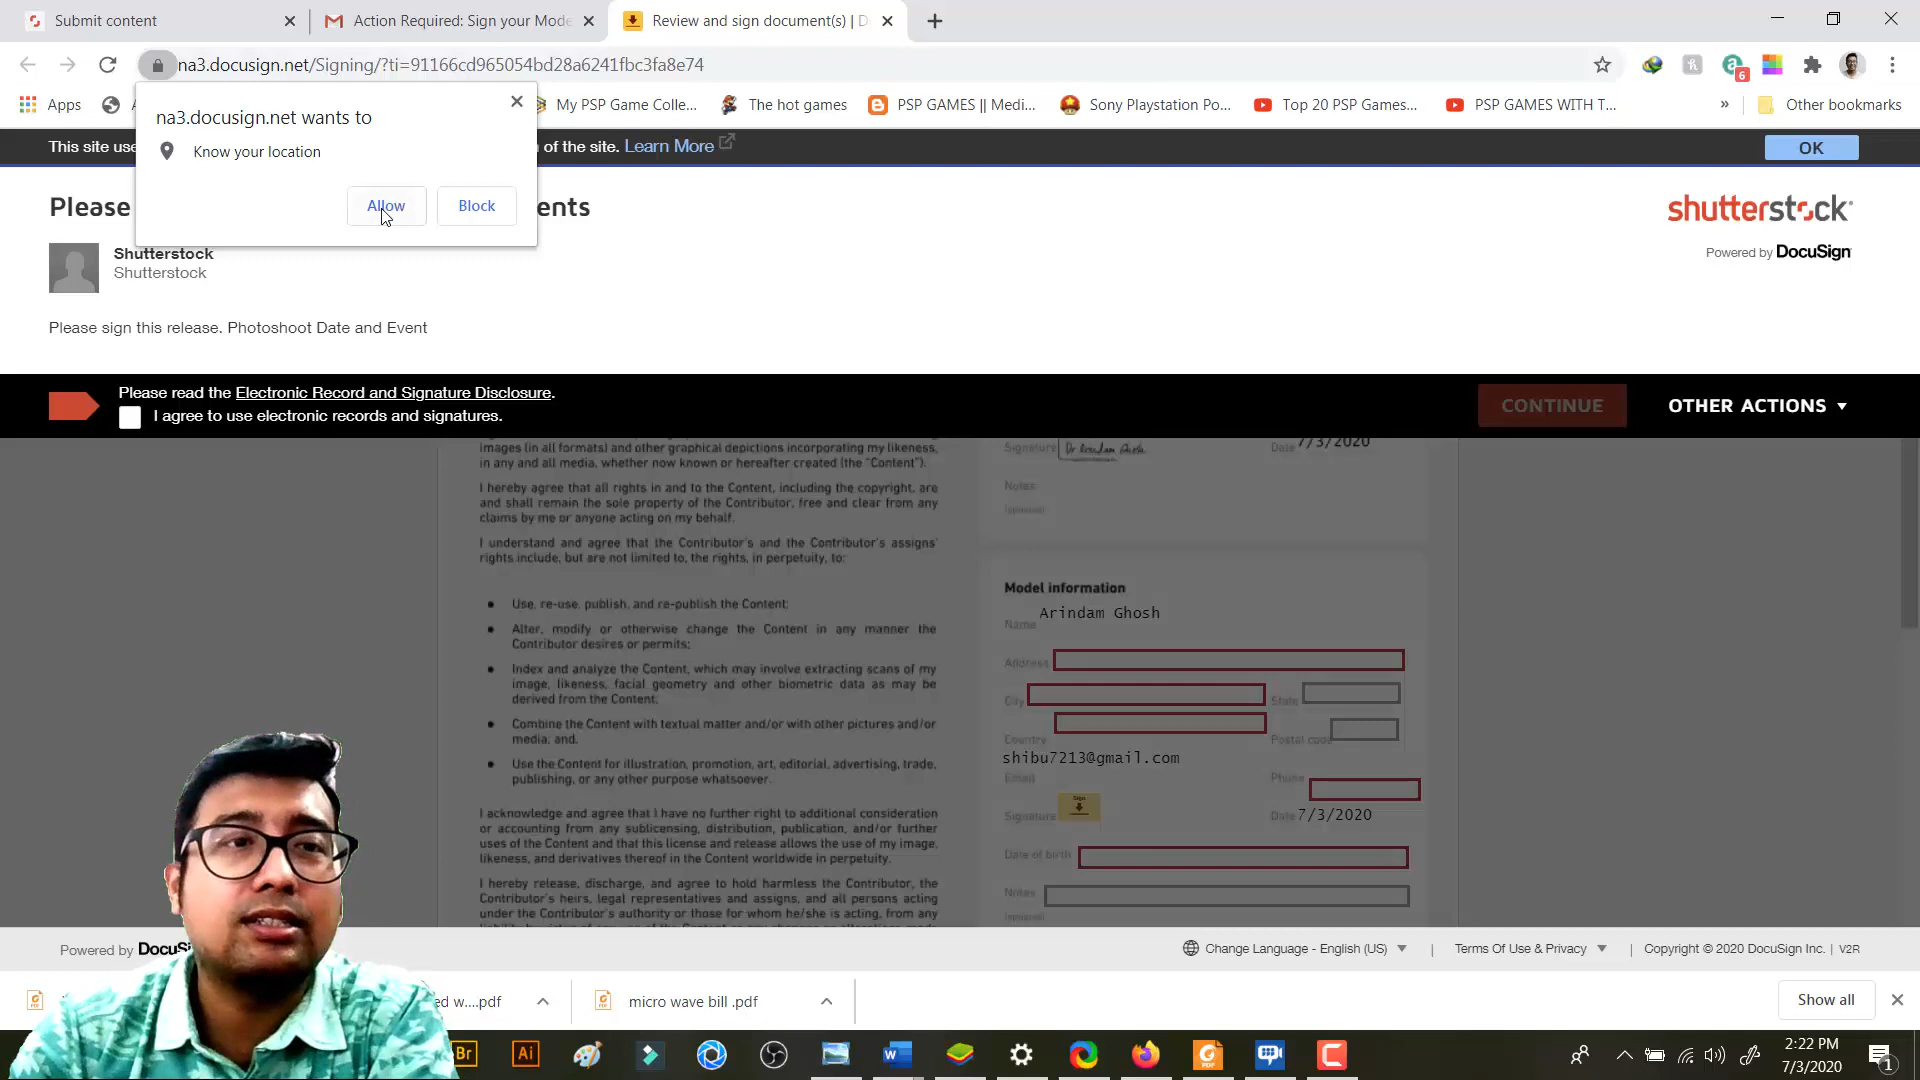 Submit content
Action Required: Sign your Mode
Review and sign document(s) | D
na3.docusign.net/Signing/?ti=91166cd965054bd28a6241fbc3fa8e74
6
Apps
My PSP Game Colle...
The hot games
PSP GAMES || Medi...
Sony Playstation Po...
Top 20 PSP Games...
PSP GAMES WITH T...
»
Other bookmarks
na3.docusign.net wants to
Know your location
Allow
Block
This site use
of the site. Learn More
OK
Please
ents
shutterstock
Powered by DocuSign
Shutterstock
Shutterstock
Please sign this release. Photoshoot Date and Event
Please read the Electronic Record and Signature Disclosure.
I agree to use electronic records and signatures.
CONTINUE
OTHER ACTIONS
images (in all formats) and other graphical depictions incorporating my likeness,
in any and all media, whether now known or hereafter created (the "Content").
I hereby agree that all rights in and to the Content, including the copyright, are
and shall remain the sole property of the Contributor, free and clear from any
claims by me or anyone acting on my behalf.
I understand and agree that the Contributor's and the Contributor's assigns'
rights include, but are not limited to, the rights, in perpetuity, to:
• Use, re-use, publish, and re-publish the Content;
• Alter, modify or otherwise change the Content in any manner the
Contributor desires or permits;
• Index and analyze the Content, which may involve extracting scans of my
image, likeness, facial geometry and other biometric data as may be
derived from the Content;
• Combine the Content with textual matter and/or with other pictures and/or
media; and,
• Use the Content for illustration, promotion, art, editorial, advertising, trade,
publishing, or any other purpose whatsoever.
I acknowledge and agree that I have no further right to additional consideration
or accounting from any sublicensing, distribution, publication, and/or further
uses of the Content and that this license and release allows the use of my image,
likeness, and derivatives thereof in the Content worldwide in perpetuity.
I hereby release, discharge, and agree to hold harmless the Contributor, the
Contributor's heirs, legal representatives and assigns, and all persons acting
under the Contributor's authority or those for whom he/she is acting, from any
Signature
Date 7/3/2020
Notes
(optional)
Model information
Arindam Ghosh
Name
Address
City
State
Country
Postal code
shibu7213@gmail.com
Email
Phone
Signature
Sign
Date 7/3/2020
Date of birth
Notes
(optional)
Powered by DocuSi
Change Language - English (US)
|
Terms Of Use & Privacy
|
Copyright © 2020 DocuSign Inc. | V2R
ed w....pdf
micro wave bill .pdf
Show all
Br
Ai
W
PDF
C
2:22 PM
7/3/2020
1